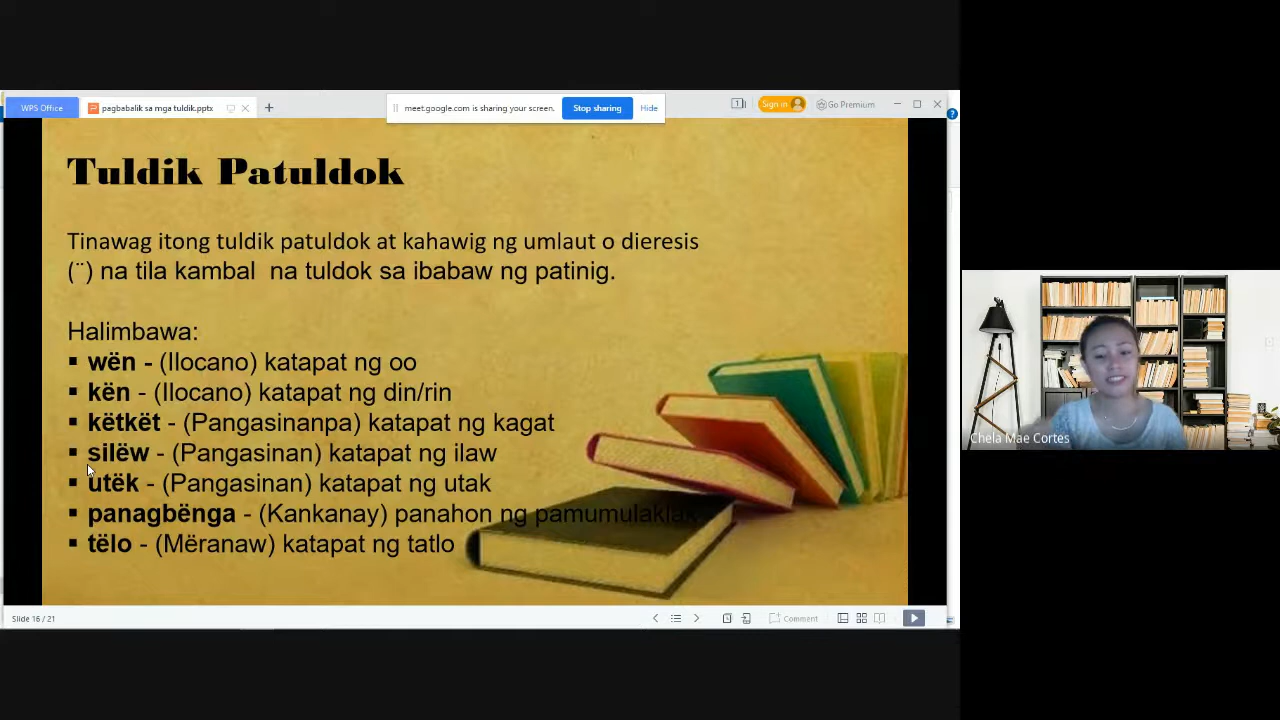 WPS Office
pagbabalik sa mga tuldik.pptx
meet.google.com is sharing your screen.
Stop sharing
Hide
1
Sign in
Go Premium
Tuldik Patuldok
Tinawag itong tuldik patuldok at kahawig ng umlaut o dieresis
(¨) na tila kambal na tuldok sa ibabaw ng patinig.
Halimbawa:
▪ wën - (Ilocano) katapat ng oo
▪ kën - (Ilocano) katapat ng din/rin
▪ këtkët - (Pangasinanpa) katapat ng kagat
▪ silëw - (Pangasinan) katapat ng ilaw
▪ utëk - (Pangasinan) katapat ng utak
▪ panagbënga - (Kankanay) panahon ng pamumulaklak
▪ tëlo - (Mëranaw) katapat ng tatlo
Chela Mae Cortes
Slide 16 / 21
Comment